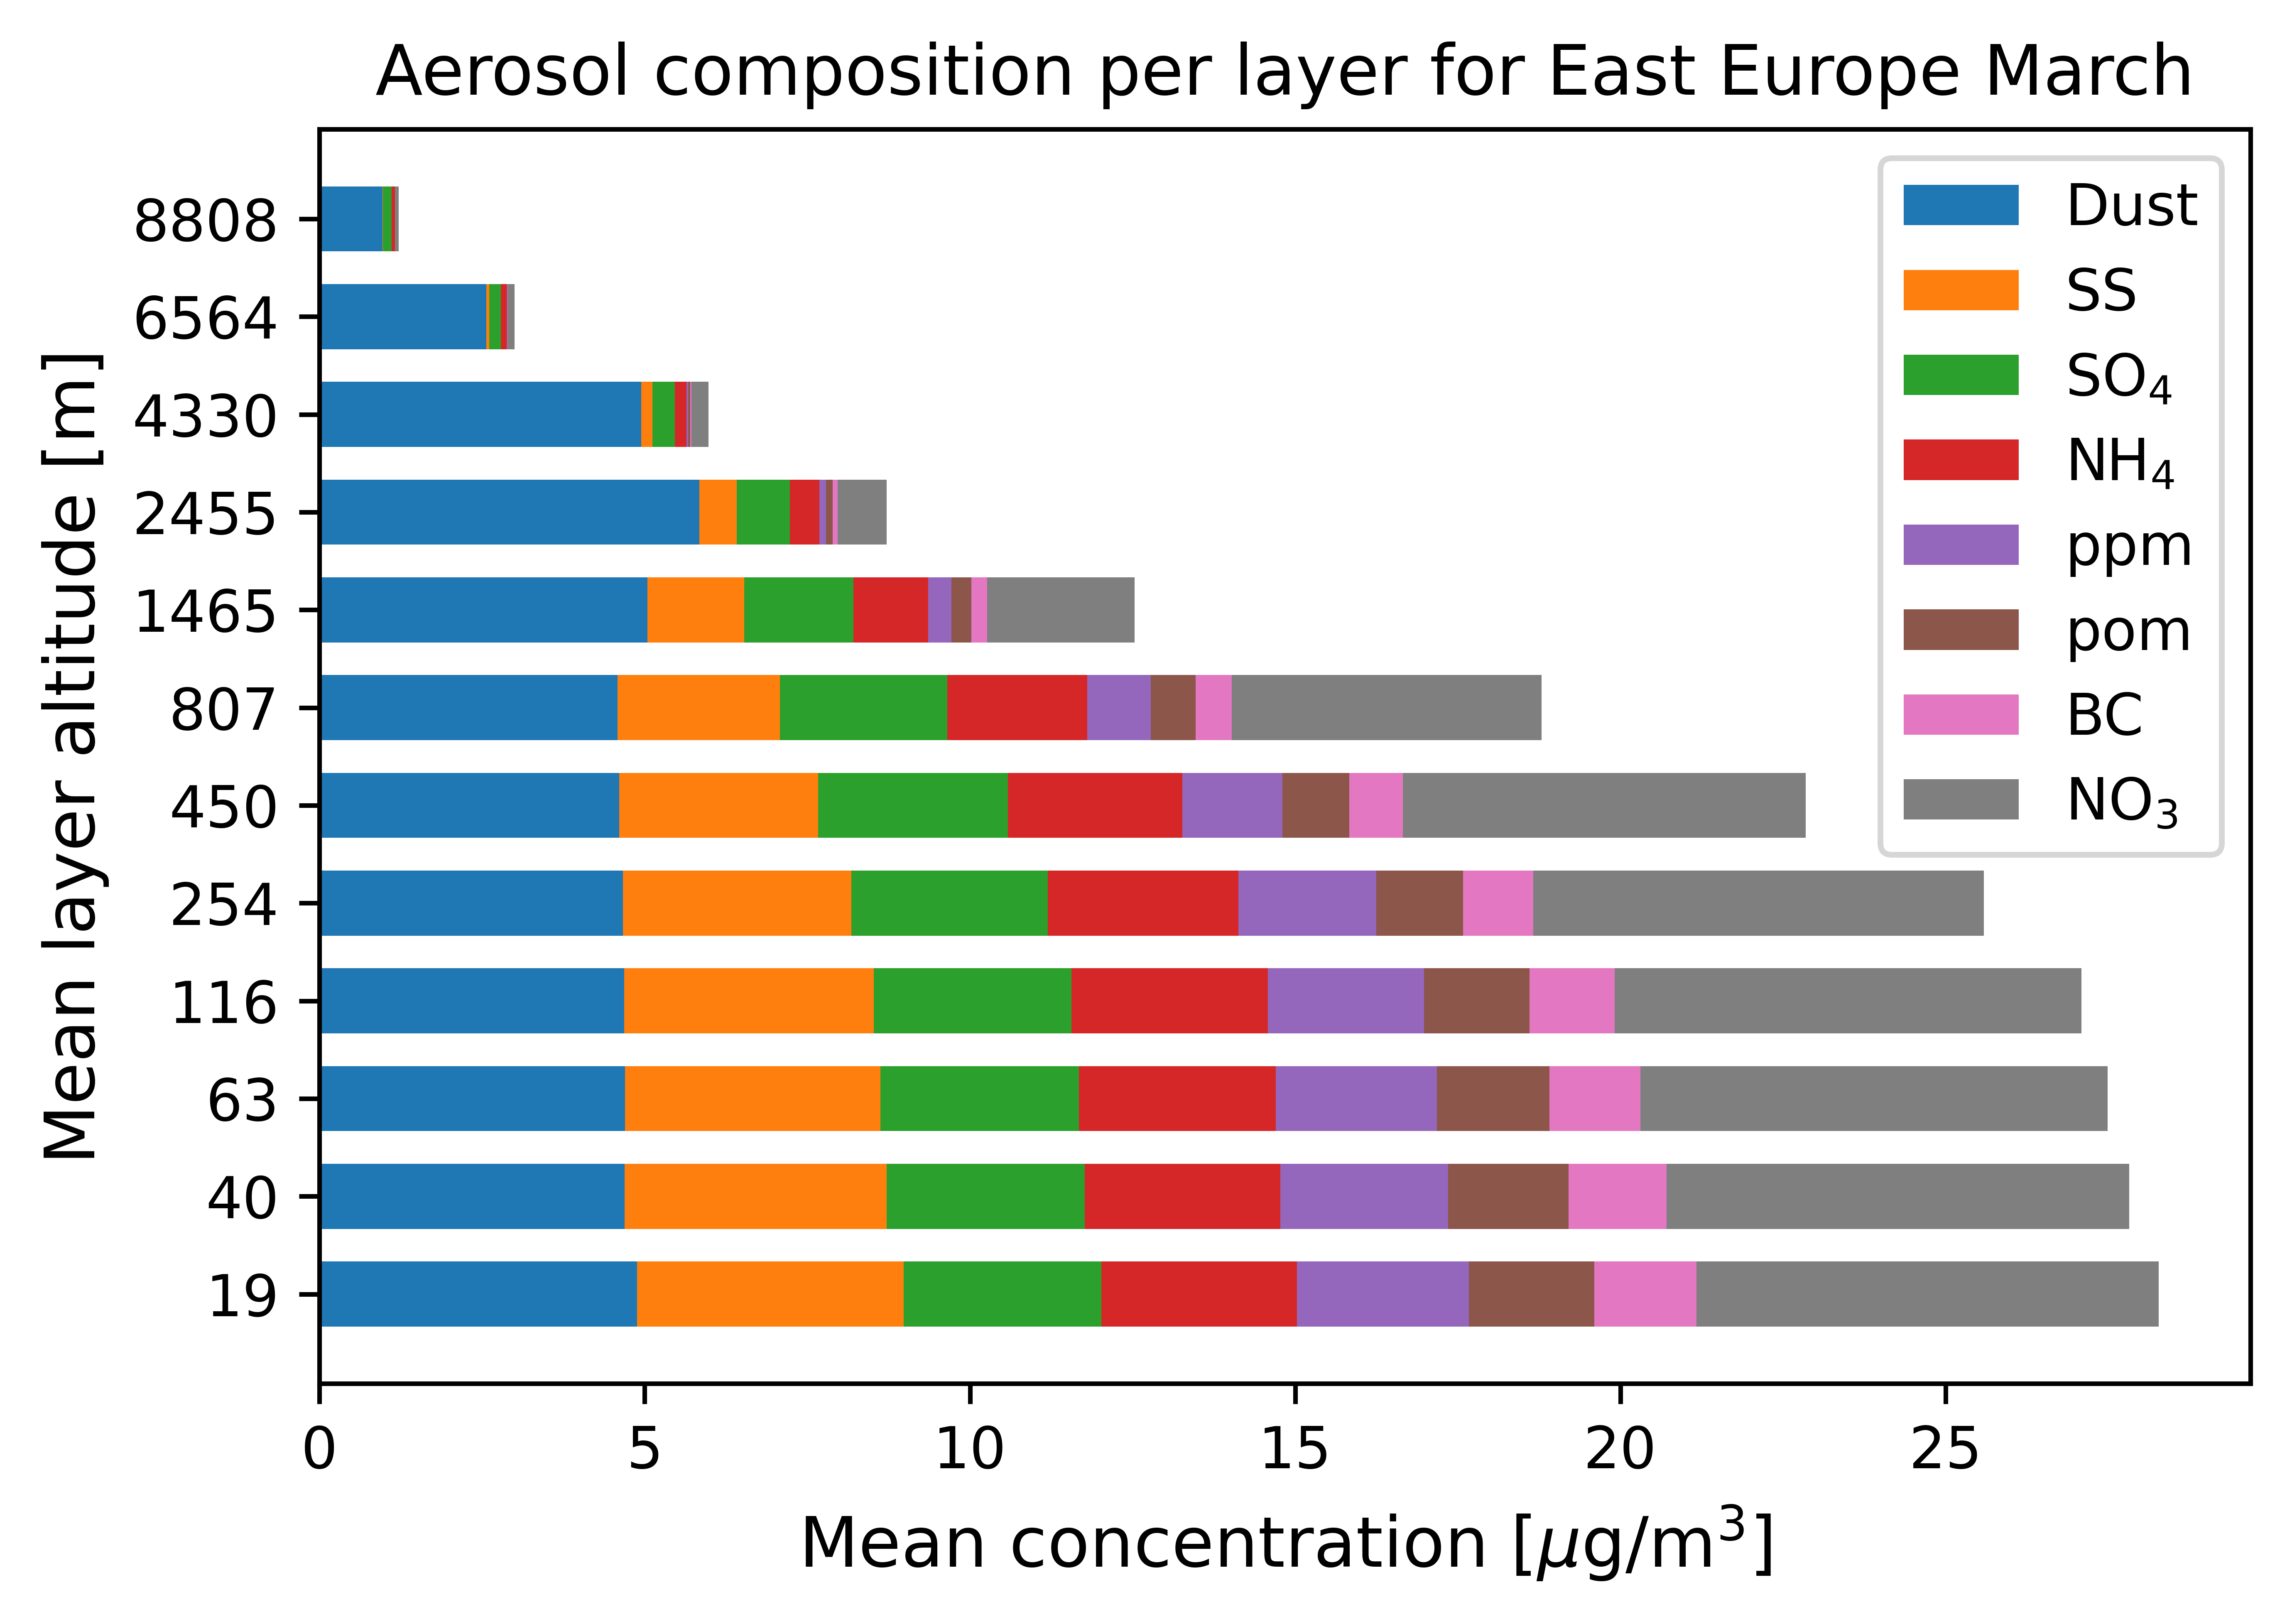 Aerosol composition per layer for East Europe March
Mean layer altitude [m]
8808
6564
4330
2455
1465
807
450
254
116
63
40
19
Dust
SS
SO₄
NH₄
ppm
pom
BC
NO₃
0 5 10 15 20 25
Mean concentration [μg/m³]